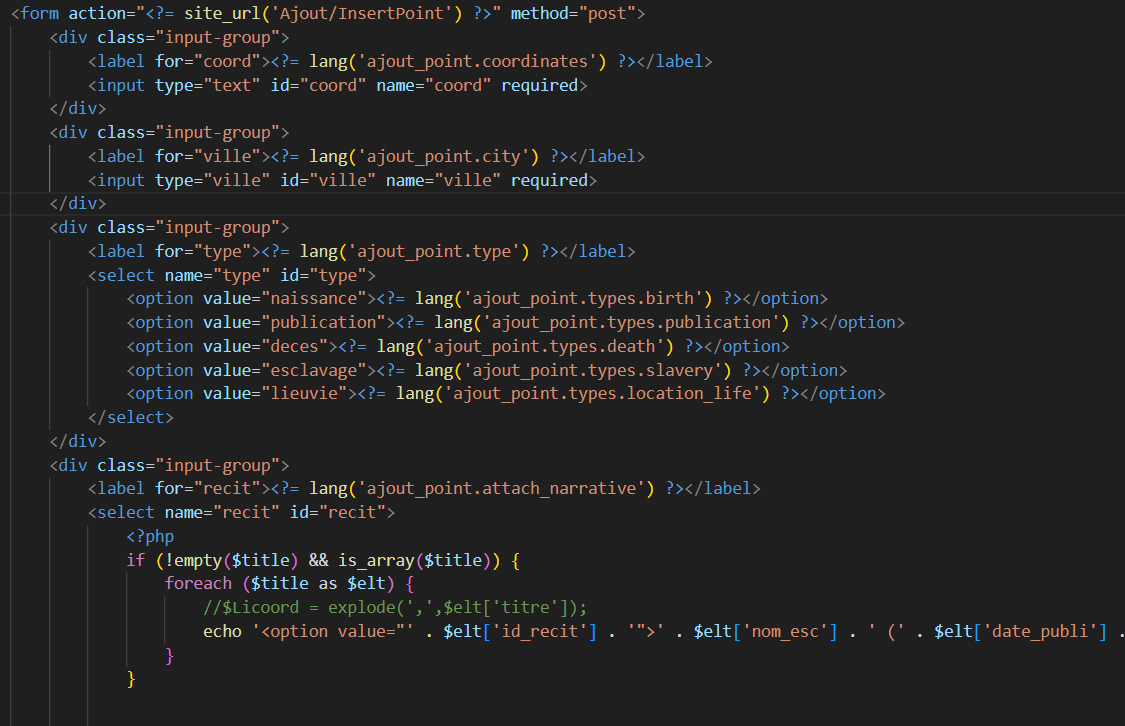 <form action="<?= site_url('Ajout/InsertPoint') ?>" method="post">
<div class="input-group">
<label for="coord"><?= lang('ajout_point.coordinates') ?></label>
<input type="text" id="coord" name="coord" required>
</div>
<div class="input-group">
<label for="ville"><?= lang('ajout_point.city') ?></label>
<input type="ville" id="ville" name="ville" required>
</div>
<div class="input-group">
<label for="type"><?= lang('ajout_point.type') ?></label>
<select name="type" id="type">
<option value="naissance"><?= lang('ajout_point.types.birth') ?></option>
<option value="publication"><?= lang('ajout_point.types.publication') ?></option>
<option value="deces"><?= lang('ajout_point.types.death') ?></option>
<option value="esclavage"><?= lang('ajout_point.types.slavery') ?></option>
<option value="lieuvie"><?= lang('ajout_point.types.location_life') ?></option>
</select>
</div>
<div class="input-group">
<label for="recit"><?= lang('ajout_point.attach_narrative') ?></label>
<select name="recit" id="recit">
<?php
if (!empty($title) && is_array($title)) {
foreach ($title as $elt) {
//$Licoord = explode(',',$elt['titre']);
echo '<option value="' . $elt['id_recit'] . '">' . $elt['nom_esc'] . ' (' . $elt['date_publi'] .
}
}